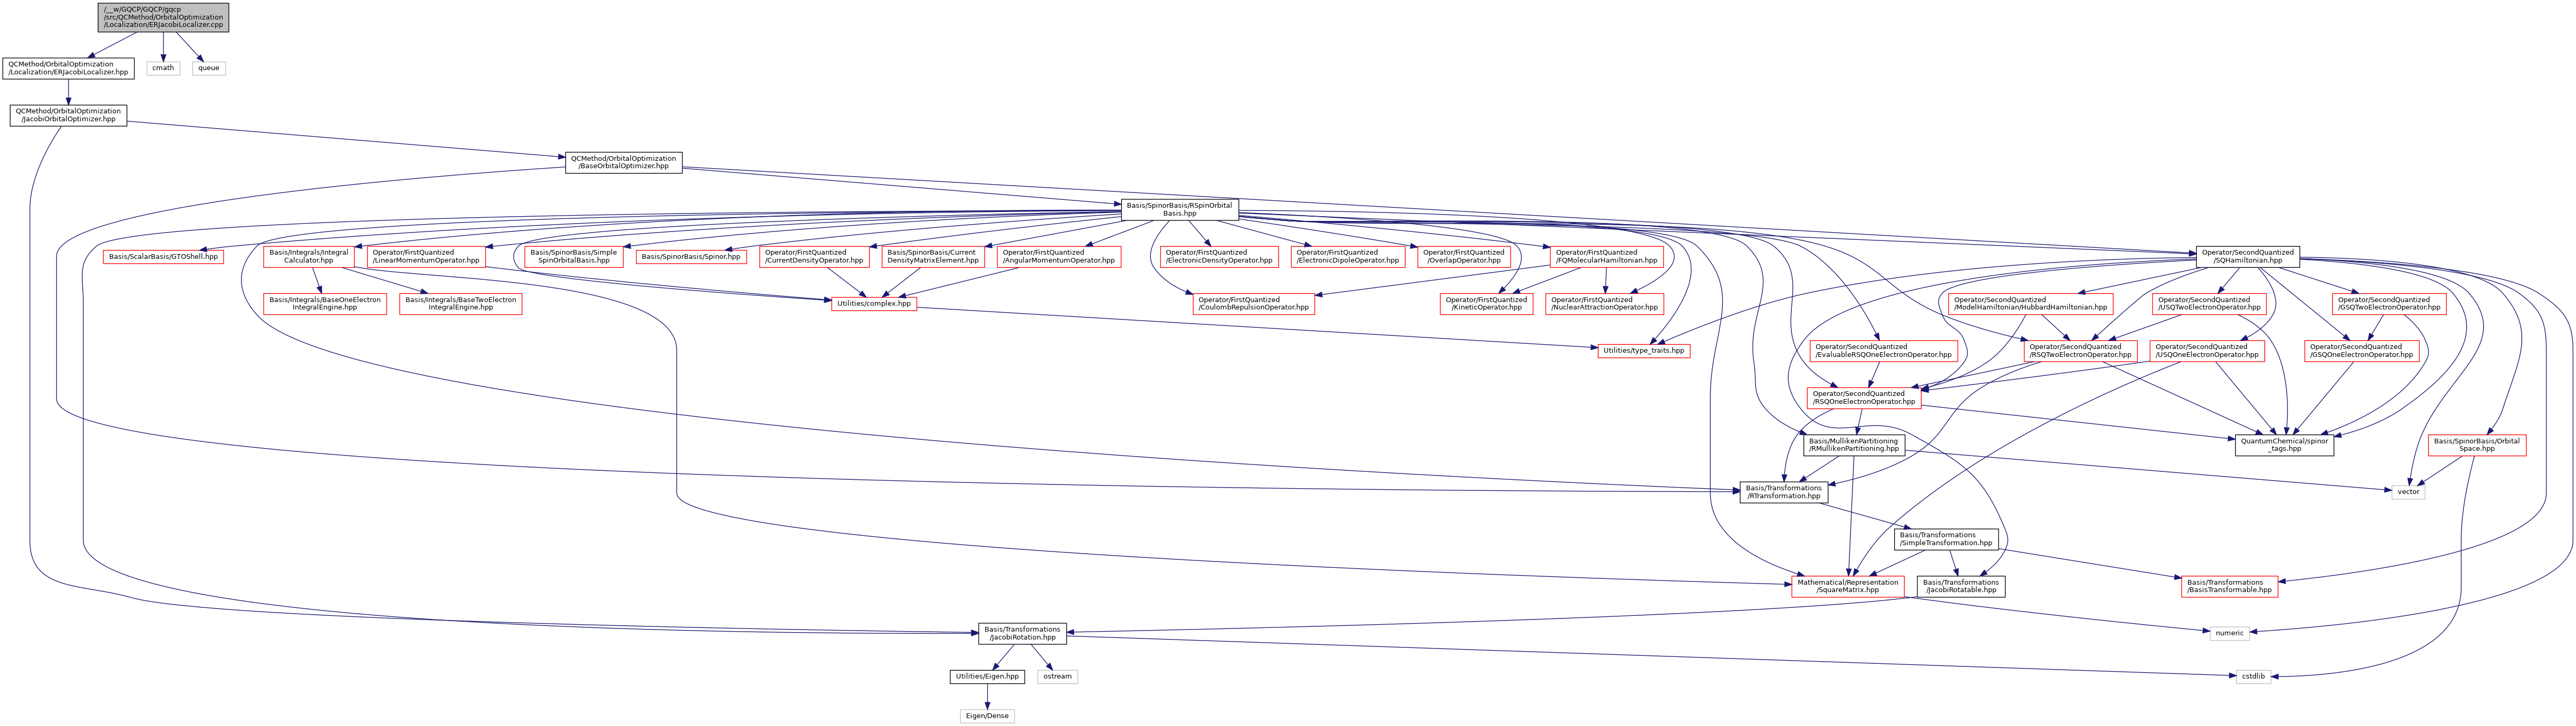 /__w/GQCP/GQCP/gqcp
/src/QCMethod/OrbitalOptimization
/Localization/ERJacobiLocalizer.cpp
QCMethod/OrbitalOptimization
/Localization/ERJacobiLocalizer.hpp
cmath
queue
QCMethod/OrbitalOptimization
/JacobiOrbitalOptimizer.hpp
QCMethod/OrbitalOptimization
/BaseOrbitalOptimizer.hpp
Basis/SpinorBasis/RSpinOrbital
Basis.hpp
Basis/ScalarBasis/GTOShell.hpp
Basis/Integrals/Integral
Calculator.hpp
Operator/FirstQuantized
/LinearMomentumOperator.hpp
Basis/SpinorBasis/Simple
SpinOrbitalBasis.hpp
Basis/SpinorBasis/Spinor.hpp
Operator/FirstQuantized
/CurrentDensityOperator.hpp
Basis/SpinorBasis/Current
DensityMatrixElement.hpp
Operator/FirstQuantized
/AngularMomentumOperator.hpp
Operator/FirstQuantized
/ElectronicDensityOperator.hpp
Operator/FirstQuantized
/ElectronicDipoleOperator.hpp
Operator/FirstQuantized
/OverlapOperator.hpp
Operator/FirstQuantized
/FQMolecularHamiltonian.hpp
Operator/SecondQuantized
/SQHamiltonian.hpp
Basis/Integrals/BaseOneElectron
IntegralEngine.hpp
Basis/Integrals/BaseTwoElectron
IntegralEngine.hpp
Utilities/complex.hpp
Operator/FirstQuantized
/CoulombRepulsionOperator.hpp
Operator/FirstQuantized
/KineticOperator.hpp
Operator/FirstQuantized
/NuclearAttractionOperator.hpp
Operator/SecondQuantized
/ModelHamiltonian/HubbardHamiltonian.hpp
Operator/SecondQuantized
/USQTwoElectronOperator.hpp
Operator/SecondQuantized
/GSQTwoElectronOperator.hpp
Utilities/type_traits.hpp
Operator/SecondQuantized
/EvaluableRSQOneElectronOperator.hpp
Operator/SecondQuantized
/RSQTwoElectronOperator.hpp
Operator/SecondQuantized
/USQOneElectronOperator.hpp
Operator/SecondQuantized
/GSQOneElectronOperator.hpp
Operator/SecondQuantized
/RSQOneElectronOperator.hpp
Basis/MullikenPartitioning
/RMullikenPartitioning.hpp
QuantumChemical/spinor
_tags.hpp
Basis/SpinorBasis/Orbital
Space.hpp
Basis/Transformations
/RTransformation.hpp
vector
Basis/Transformations
/SimpleTransformation.hpp
Mathematical/Representation
/SquareMatrix.hpp
Basis/Transformations
/JacobiRotatable.hpp
Basis/Transformations
/BasisTransformable.hpp
Basis/Transformations
/JacobiRotation.hpp
numeric
Utilities/Eigen.hpp
ostream
cstdlib
Eigen/Dense